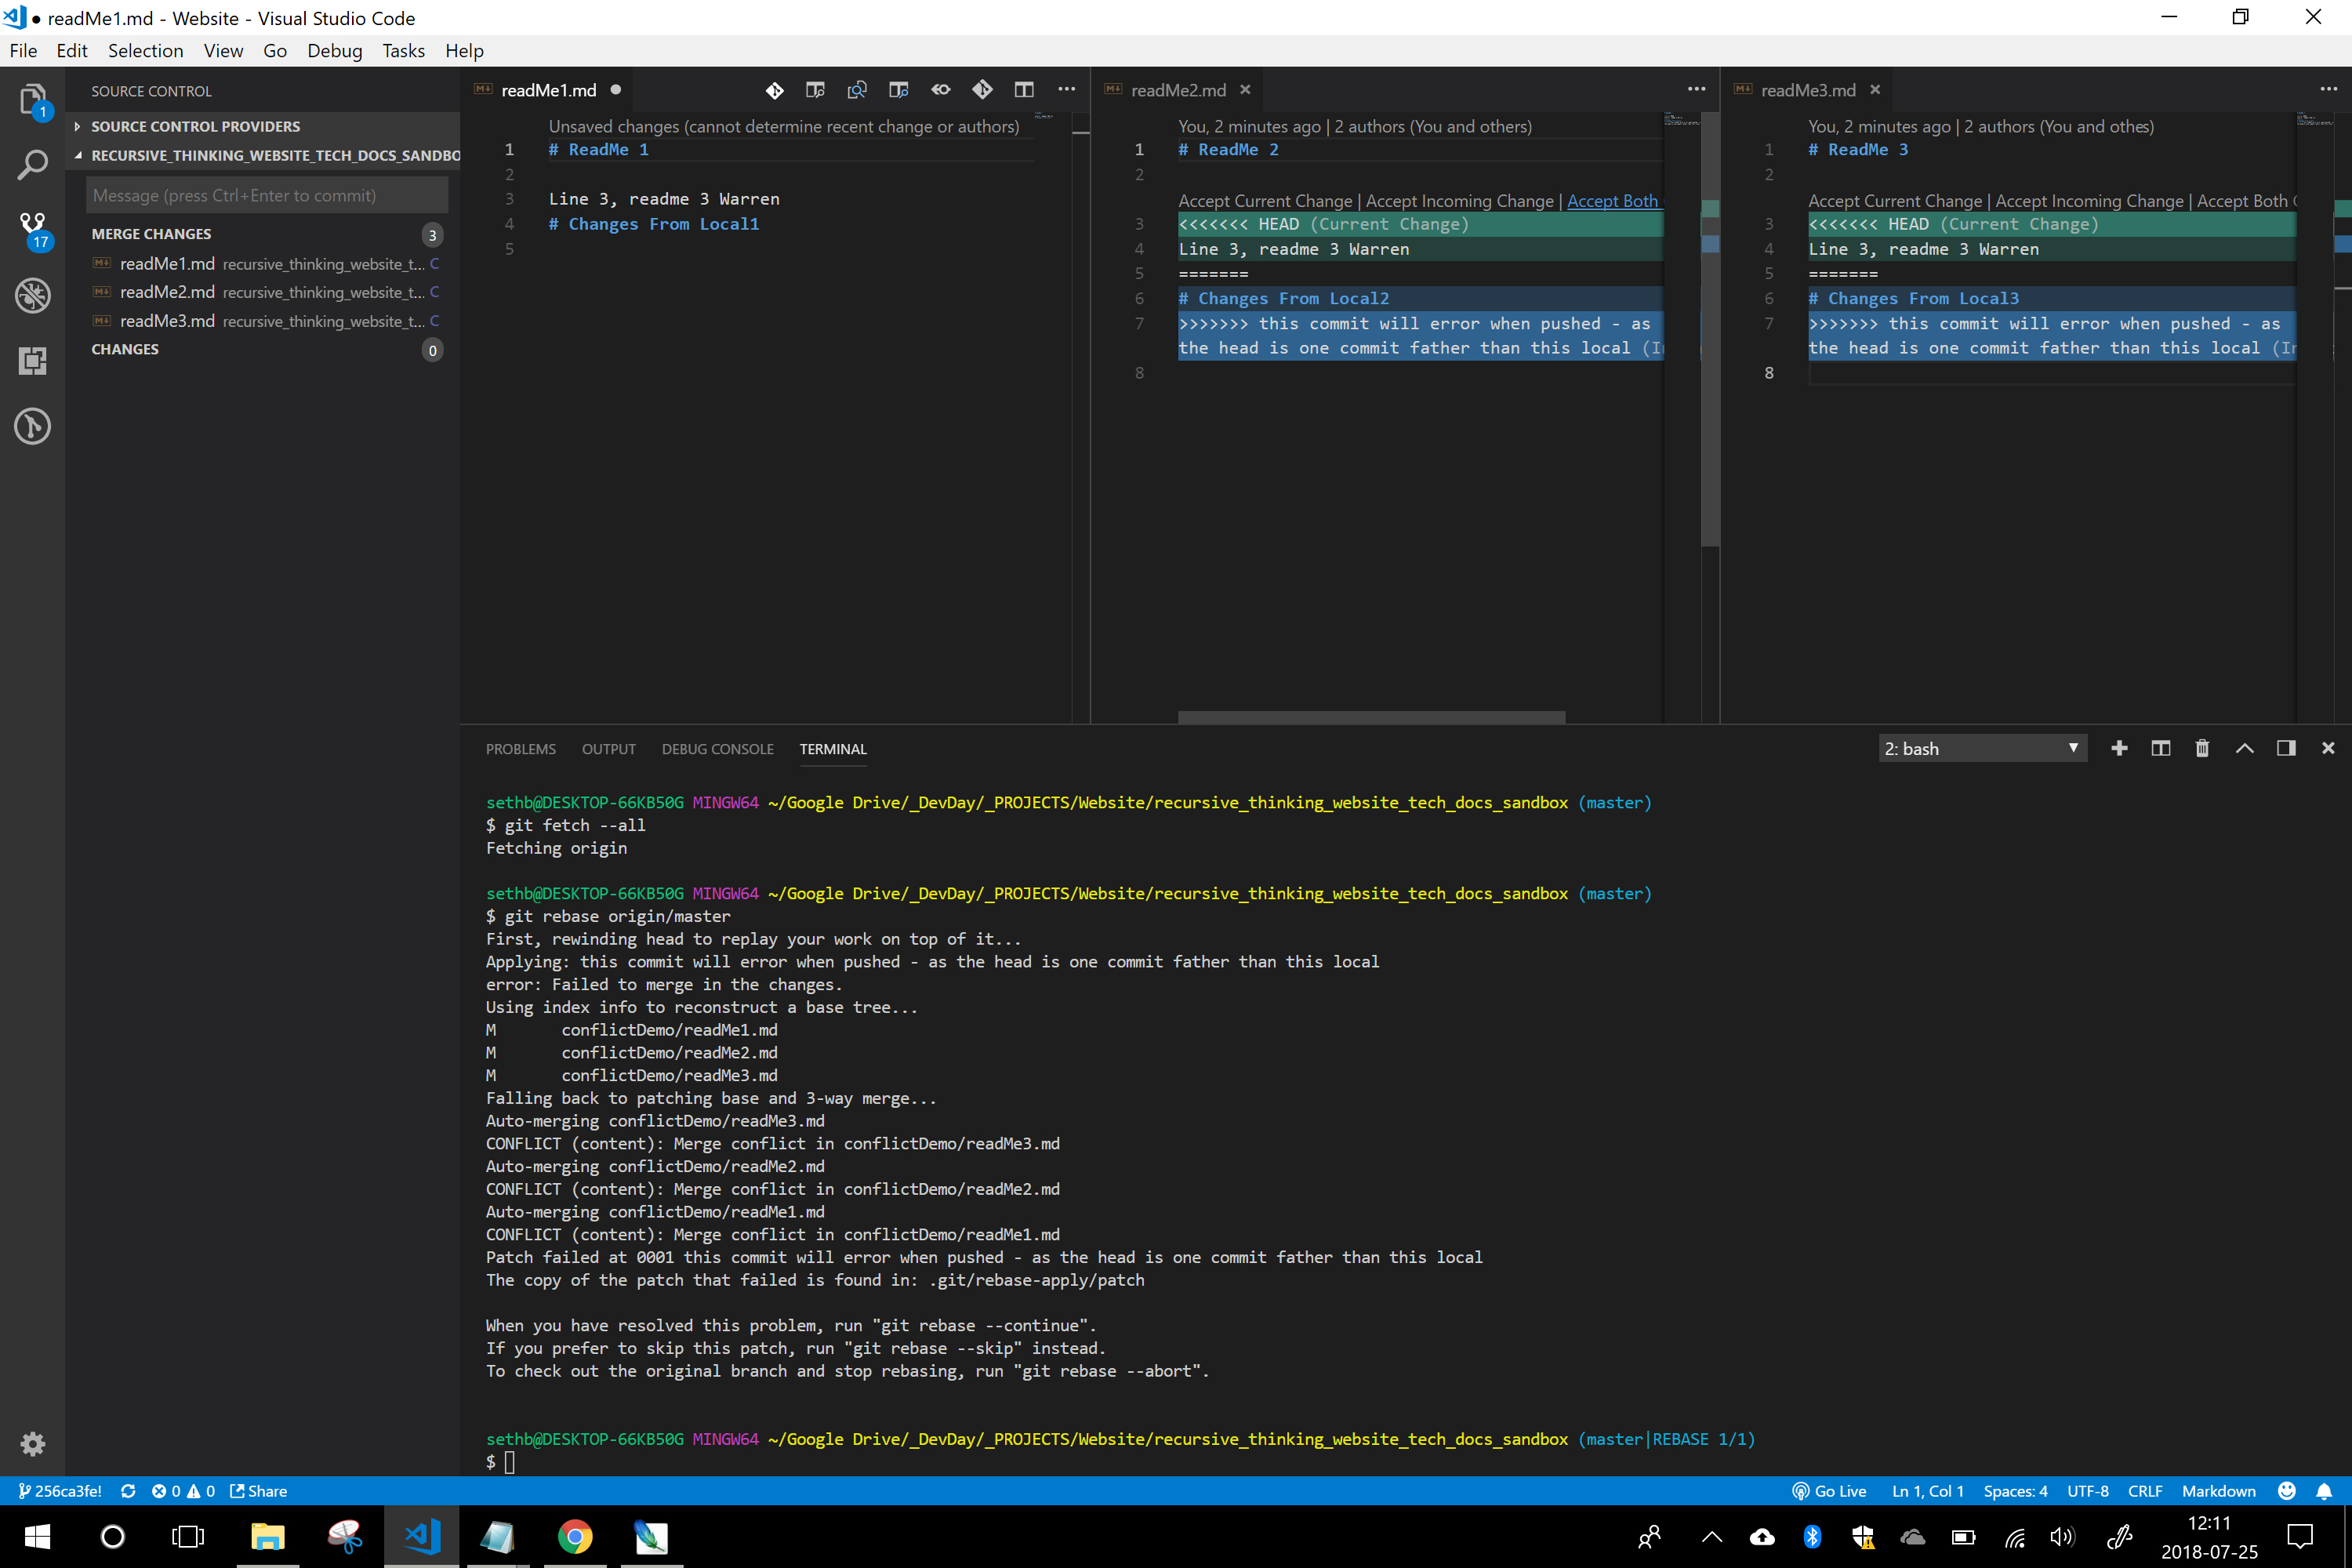 readMe1.md - Website - Visual Studio Code
File Edit Selection View Go Debug Tasks Help
SOURCE CONTROL
SOURCE CONTROL PROVIDERS
RECURSIVE_THINKING_WEBSITE_TECH_DOCS_SANDBO
Message (press Ctrl+Enter to commit)
MERGE CHANGES 3
readMe1.md recursive_thinking_website_t... C
readMe2.md recursive_thinking_website_t... C
readMe3.md recursive_thinking_website_t... C
CHANGES 0
1
17
readMe1.md
Unsaved changes (cannot determine recent change or authors)
1 # ReadMe 1
2
3 Line 3, readme 3 Warren
4 # Changes From Local1
5
readMe2.md
You, 2 minutes ago | 2 authors (You and others)
1 # ReadMe 2
2
Accept Current Change | Accept Incoming Change | Accept Both
3 <<<<<<< HEAD (Current Change)
4 Line 3, readme 3 Warren
5 =======
6 # Changes From Local2
7 >>>>>>> this commit will error when pushed - as
the head is one commit father than this local (I
8
readMe3.md
You, 2 minutes ago | 2 authors (You and othes)
1 # ReadMe 3
2
Accept Current Change | Accept Incoming Change | Accept Both
3 <<<<<<< HEAD (Current Change)
4 Line 3, readme 3 Warren
5 =======
6 # Changes From Local3
7 >>>>>>> this commit will error when pushed - as
the head is one commit father than this local (In
8
PROBLEMS OUTPUT DEBUG CONSOLE TERMINAL 2: bash
sethb@DESKTOP-66KB50G MINGW64 ~/Google Drive/_DevDay/_PROJECTS/Website/recursive_thinking_website_tech_docs_sandbox (master)
$ git fetch --all
Fetching origin
sethb@DESKTOP-66KB50G MINGW64 ~/Google Drive/_DevDay/_PROJECTS/Website/recursive_thinking_website_tech_docs_sandbox (master)
$ git rebase origin/master
First, rewinding head to replay your work on top of it...
Applying: this commit will error when pushed - as the head is one commit father than this local
error: Failed to merge in the changes.
Using index info to reconstruct a base tree...
M conflictDemo/readMe1.md
M conflictDemo/readMe2.md
M conflictDemo/readMe3.md
Falling back to patching base and 3-way merge...
Auto-merging conflictDemo/readMe3.md
CONFLICT (content): Merge conflict in conflictDemo/readMe3.md
Auto-merging conflictDemo/readMe2.md
CONFLICT (content): Merge conflict in conflictDemo/readMe2.md
Auto-merging conflictDemo/readMe1.md
CONFLICT (content): Merge conflict in conflictDemo/readMe1.md
Patch failed at 0001 this commit will error when pushed - as the head is one commit father than this local
The copy of the patch that failed is found in: .git/rebase-apply/patch
When you have resolved this problem, run "git rebase --continue".
If you prefer to skip this patch, run "git rebase --skip" instead.
To check out the original branch and stop rebasing, run "git rebase --abort".
sethb@DESKTOP-66KB50G MINGW64 ~/Google Drive/_DevDay/_PROJECTS/Website/recursive_thinking_website_tech_docs_sandbox (master|REBASE 1/1)
$
256ca3fe! 0 0 Share Go Live Ln 1, Col 1 Spaces: 4 UTF-8 CRLF Markdown
12:11
2018-07-25